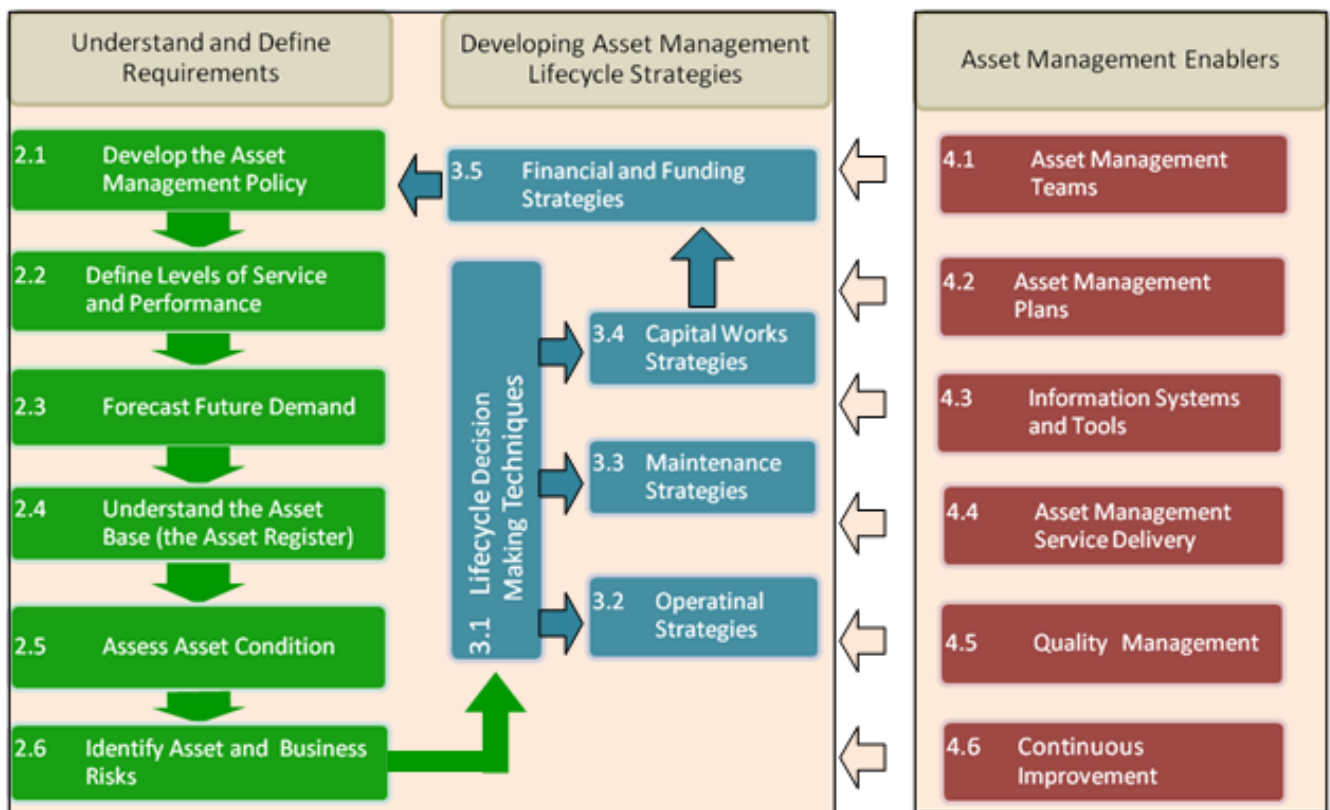 Understand and Define
Requirements
2.1 Develop the Asset
Management Policy
2.2 Define Levels of Service
and Performance
2.3 Forecast Future Demand
2.4 Understand the Asset
Base (the Asset Register)
2.5 Assess Asset Condition
2.6 Identify Asset and Business
Risks
Developing Asset Management
Lifecycle Strategies
3.5 Financial and Funding
Strategies
3.1 Lifecycle Decision
Making Techniques
3.4 Capital Works
Strategies
3.3 Maintenance
Strategies
3.2 Operatinal
Strategies
Asset Management Enablers
4.1 Asset Management
Teams
4.2 Asset Management
Plans
4.3 Information Systems
and Tools
4.4 Asset Management
Service Delivery
4.5 Quality Management
4.6 Continuous
Improvement